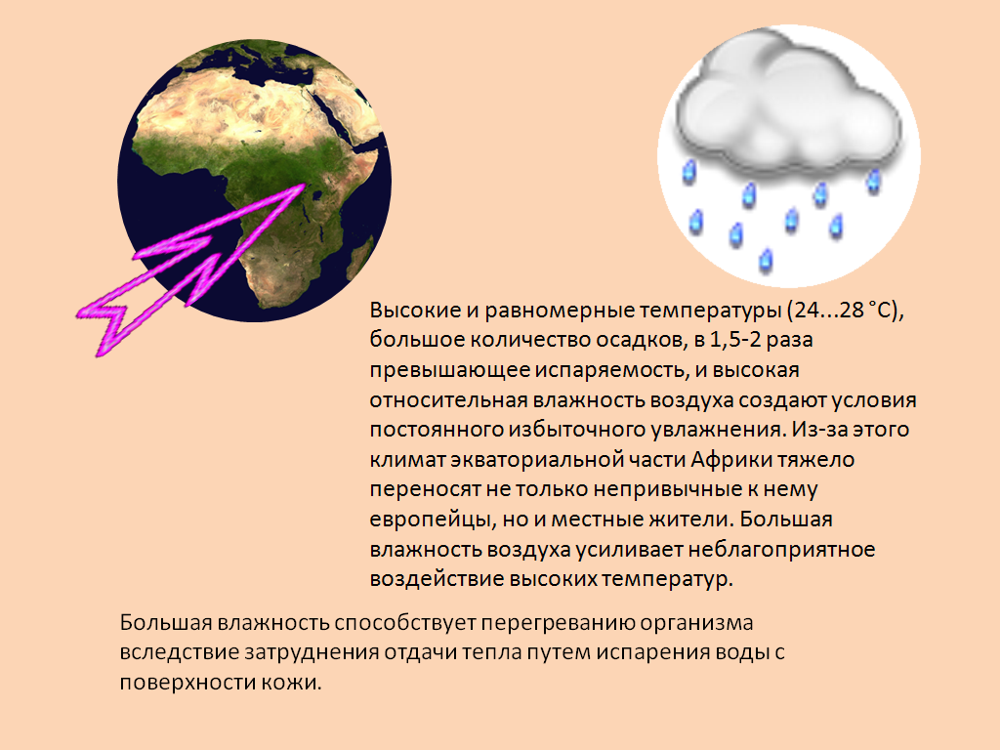 Высокие и равномерные температуры (24...28 °С),
большое количество осадков, в 1,5-2 раза
превышающее испаряемость, и высокая
относительная влажность воздуха создают условия
постоянного избыточного увлажнения. Из-за этого
климат экваториальной части Африки тяжело
переносят не только непривычные к нему
европейцы, но и местные жители. Большая
влажность воздуха усиливает неблагоприятное
воздействие высоких температур.
Большая влажность способствует перегреванию организма
вследствие затруднения отдачи тепла путем испарения воды с
поверхности кожи.